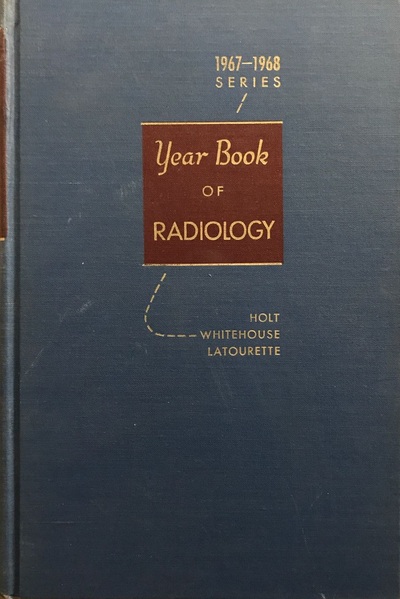 1967–1968
SERIES
Year Book
OF
RADIOLOGY
HOLT
WHITEHOUSE
LATOURETTE